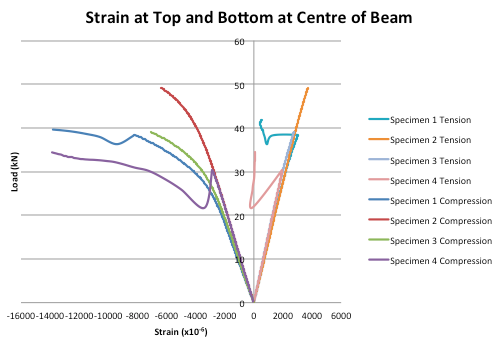 Strain at Top and Bottom at Centre of Beam
60
50
40
30
20
10
0
Load (kN)
-16000 -14000 -12000 -10000 -8000 -6000 -4000 -2000 0 2000 4000 6000
Strain (x10⁻⁶)
Specimen 1 Tension
Specimen 2 Tension
Specimen 3 Tension
Specimen 4 Tension
Specimen 1 Compression
Specimen 2 Compression
Specimen 3 Compression
Specimen 4 Compression